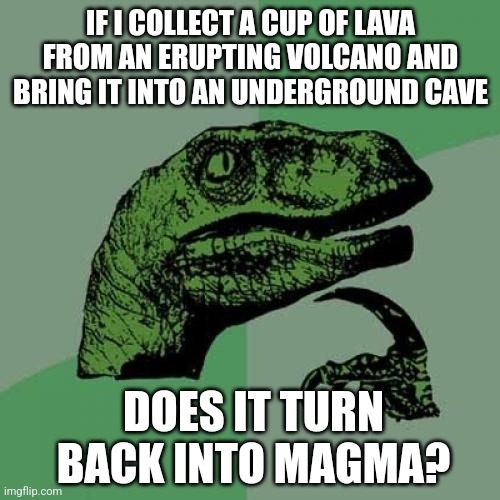 IF I COLLECT A CUP OF LAVA
FROM AN ERUPTING VOLCANO AND
BRING IT INTO AN UNDERGROUND CAVE
DOES IT TURN
BACK INTO MAGMA?
imgflip.com